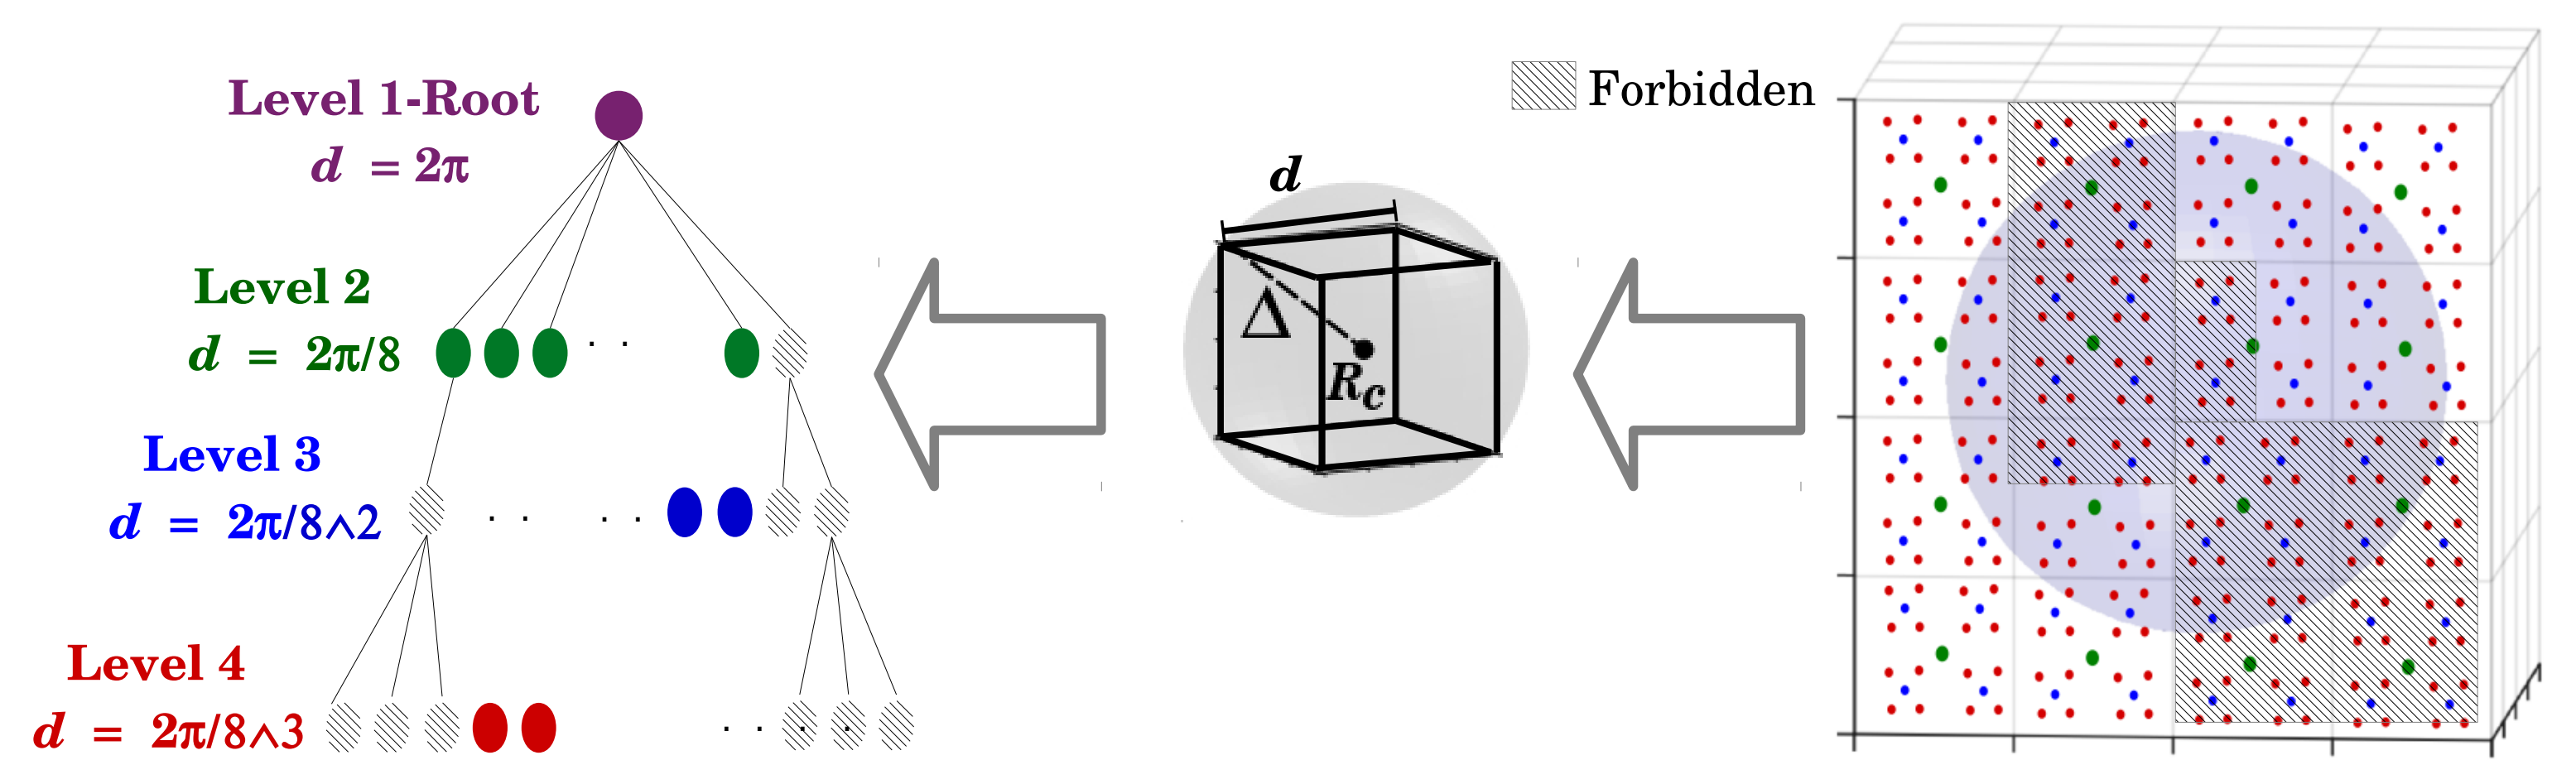 Level 1-Root
d = 2π
Level 2
d = 2π/8
Level 3
d = 2π/8^2
Level 4
d = 2π/8^3
d
Δ
Rc
Forbidden